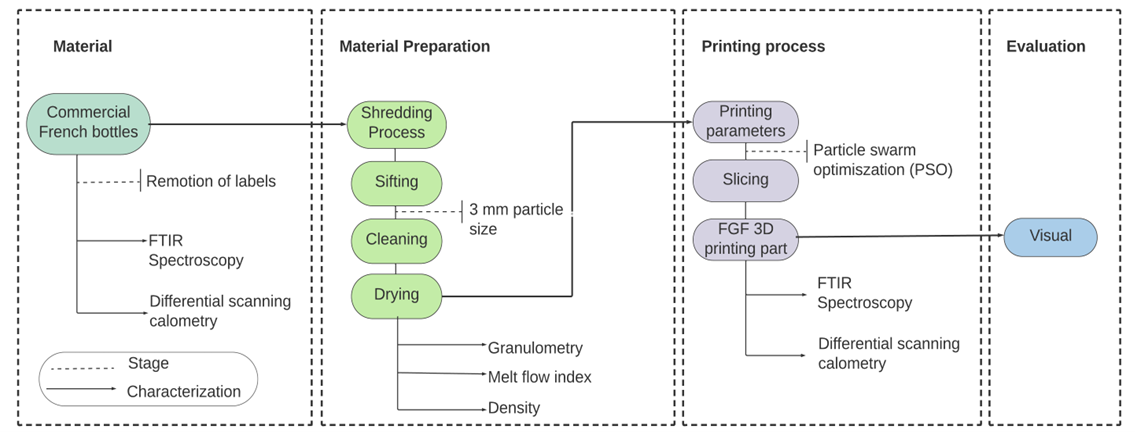 Material
Commercial
French bottles
Remotion of labels
FTIR
Spectroscopy
Differential scanning
calometry
Stage
Characterization
Material Preparation
Shredding
Process
Sifting
3 mm particle
size
Cleaning
Drying
Granulometry
Melt flow index
Density
Printing process
Printing
parameters
Particle swarm
optimiszation (PSO)
Slicing
FGF 3D
printing part
FTIR
Spectroscopy
Differential scanning
calometry
Evaluation
Visual